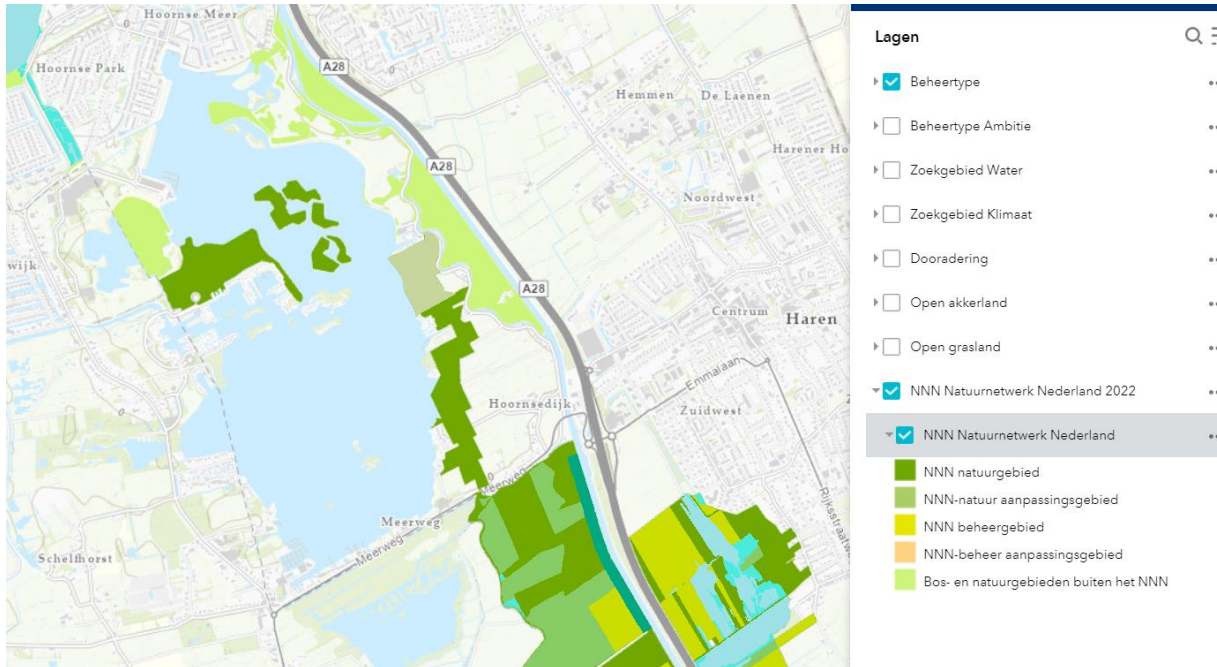 Hoornse Meer
Hoornse Park
A28
Hemmen
De Laenen
Harener Ho
A28
Noordwest
wijk
A28
Centrum
Haren
Emmalaan
Hoornsedijk
Zuidwest
Meerweg
Rijksstraatw
Meerweg
Schelfhorst
Meerweg
Lagen
Beheertype
Beheertype Ambitie
Zoekgebied Water
Zoekgebied Klimaat
Dooradering
Open akkerland
Open grasland
NNN Natuurnetwerk Nederland 2022
NNN Natuurnetwerk Nederland
NNN natuurgebied
NNN-natuur aanpassingsgebied
NNN beheergebied
NNN-beheer aanpassingsgebied
Bos- en natuurgebieden buiten het NNN